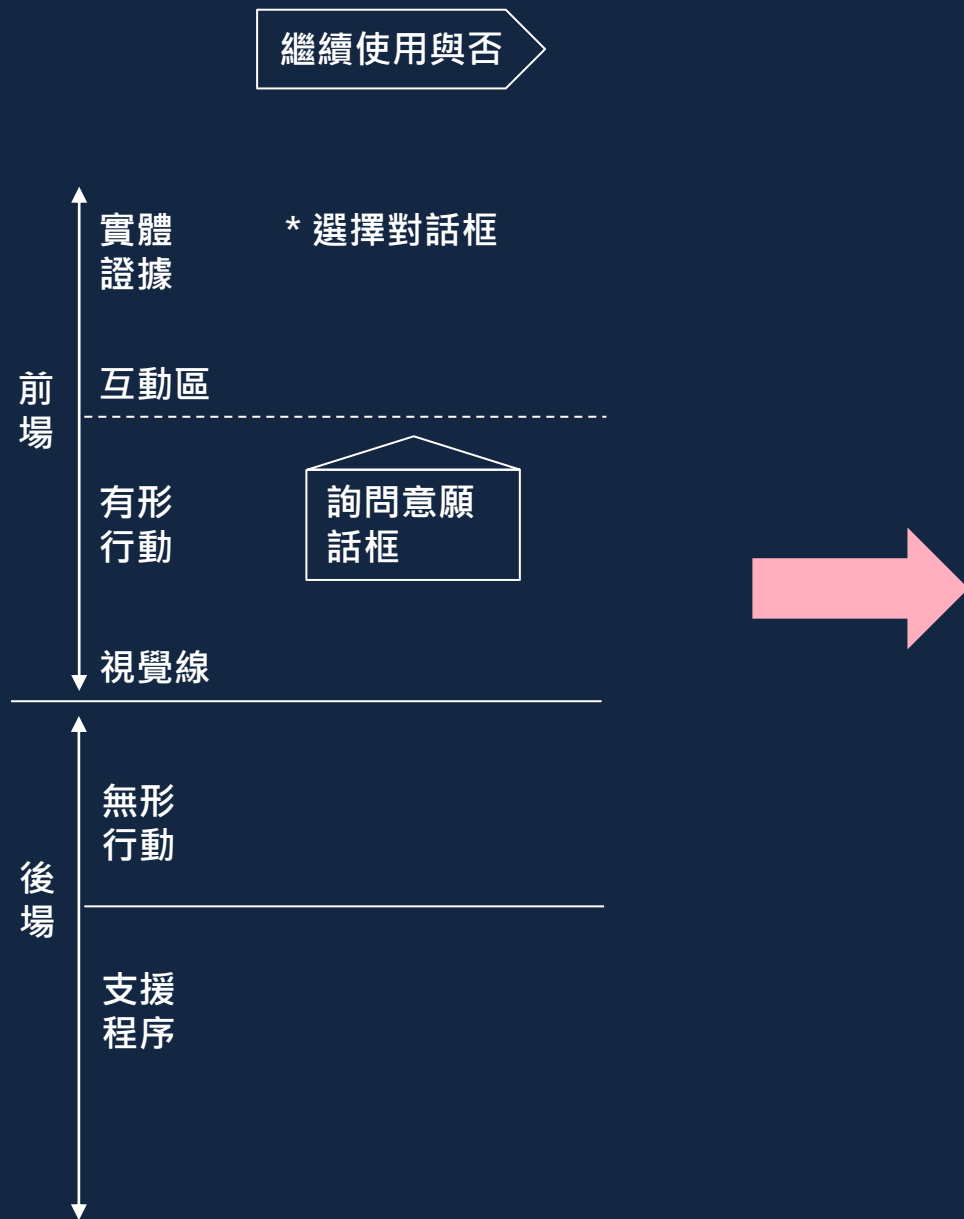 繼續使用與否
實體
證據
* 選擇對話框
前
場
互動區
有形
行動
詢問意願
話框
視覺線
後
場
無形
行動
支援
程序